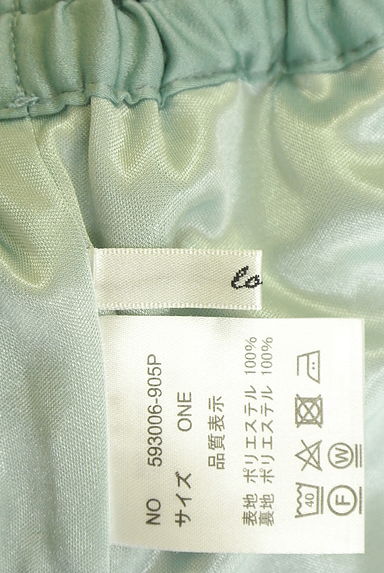 NO 593006-905P
サイズ ONE
品質表示
表地 ポリエステル 100%
裏地 ポリエステル 100%
40
F W